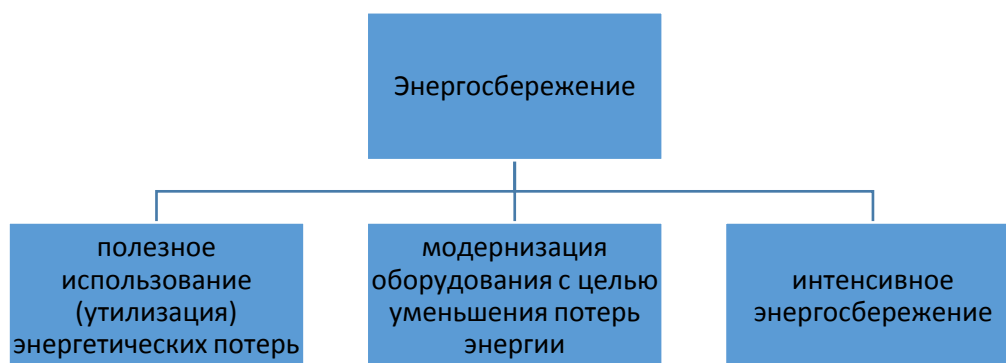 Энергосбережение
полезное
использование
(утилизация)
энергетических потерь
модернизация
оборудования с целью
уменьшения потерь
энергии
интенсивное
энергосбережение